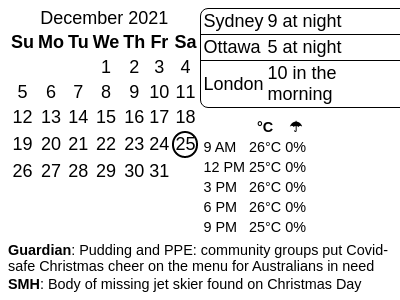 December 2021
Su Mo Tu We Th Fr Sa
1 2 3 4
5 6 7 8 9 10 11
12 13 14 15 16 17 18
19 20 21 22 23 24 25
26 27 28 29 30 31
Sydney 9 at night
Ottawa 5 at night
London 10 in the
morning
°C ☂
9 AM 26°C 0%
12 PM 25°C 0%
3 PM 26°C 0%
6 PM 26°C 0%
9 PM 25°C 0%
Guardian: Pudding and PPE: community groups put Covid-
safe Christmas cheer on the menu for Australians in need
SMH: Body of missing jet skier found on Christmas Day